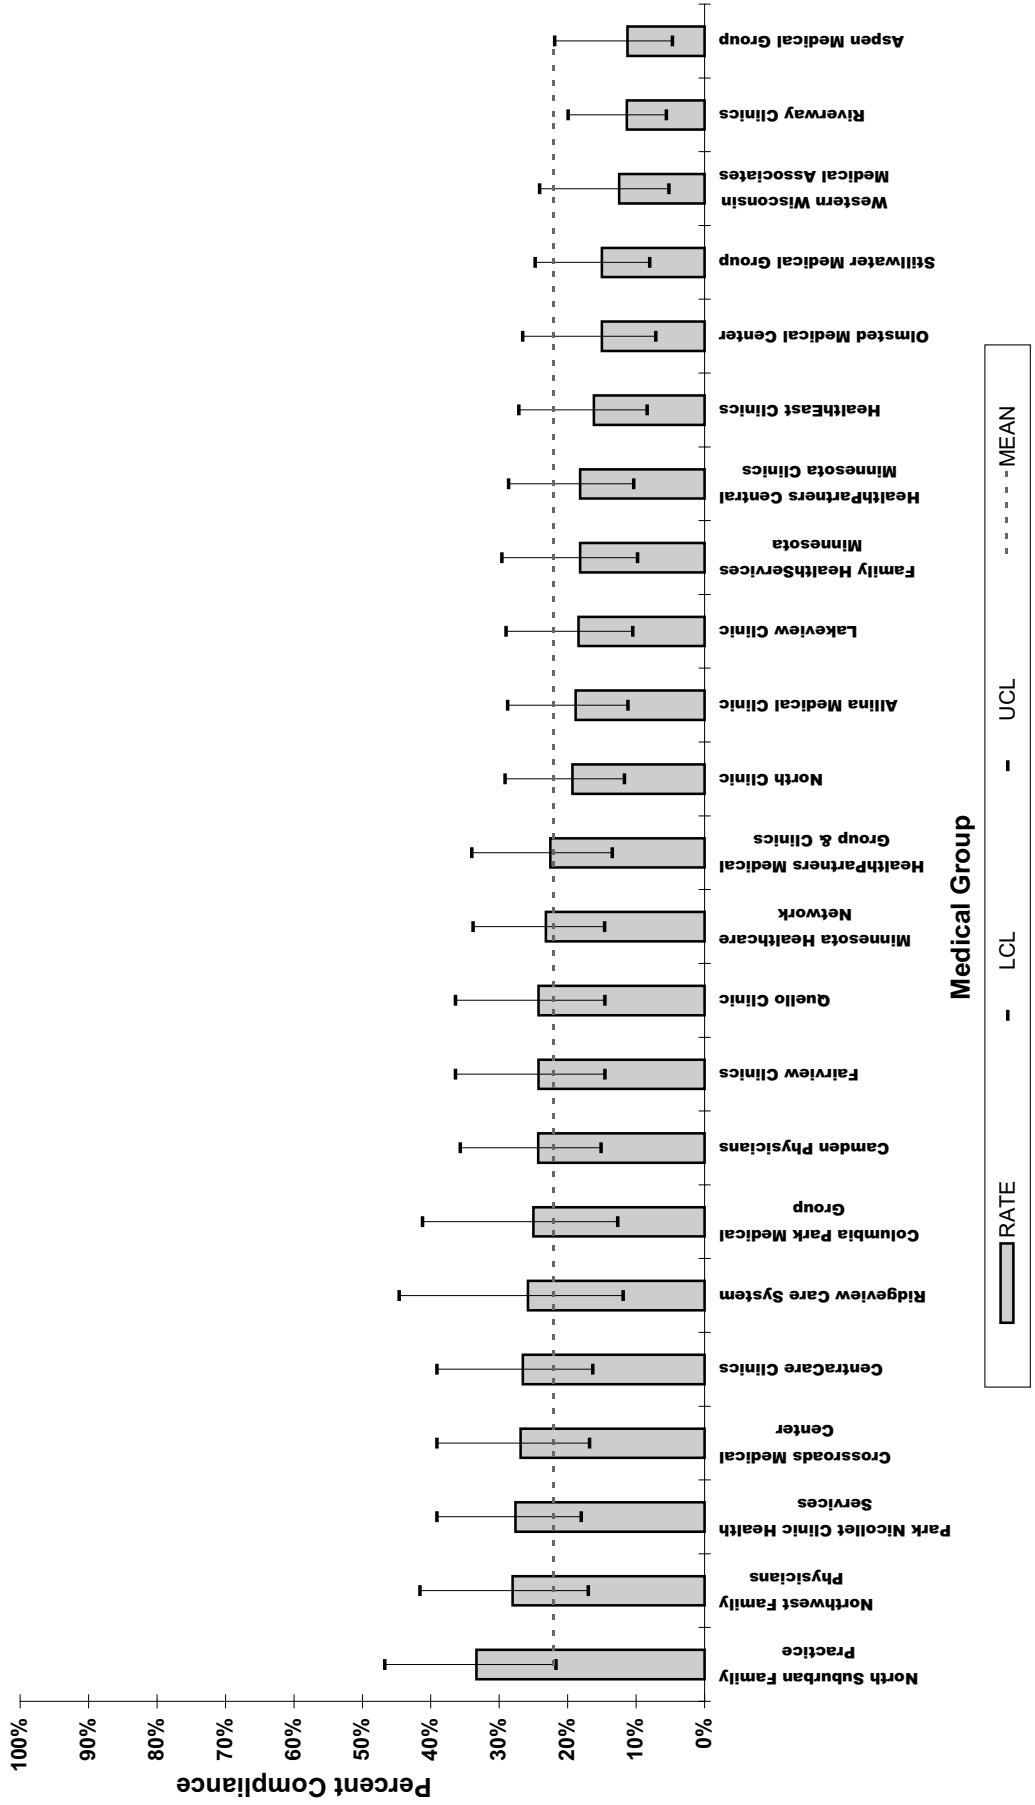 Percent Compliance
100%
90%
80%
70%
60%
50%
40%
30%
20%
10%
0%
North Suburban Family
Practice
Northwest Family
Physicians
Park Nicollet Clinic Health
Services
Crossroads Medical
Center
CentraCare Clinics
Ridgeview Care System
Columbia Park Medical
Group
Camden Physicians
Fairview Clinics
Quello Clinic
Minnesota Healthcare
Network
HealthPartners Medical
Group & Clinics
North Clinic
Allina Medical Clinic
Lakeview Clinic
Family HealthServices
Minnesota
HealthPartners Central
Minnesota Clinics
HealthEast Clinics
Olmsted Medical Center
Stillwater Medical Group
Western Wisconsin
Medical Associates
Riverway Clinics
Aspen Medical Group
Medical Group
RATE
LCL
UCL
MEAN